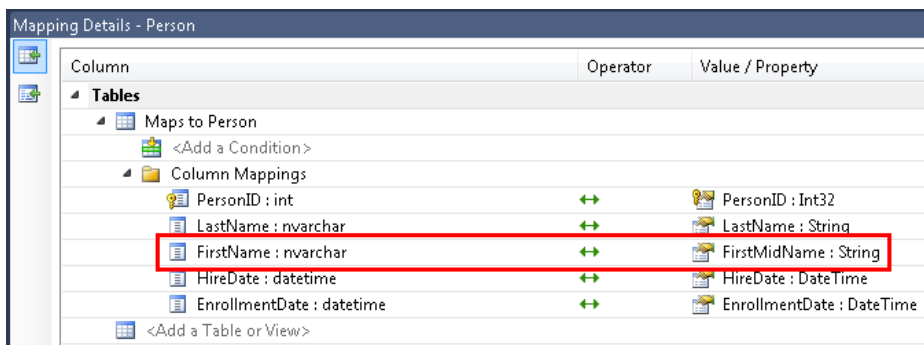 Mapping Details - Person
Column Operator Value / Property
Tables
Maps to Person
<Add a Condition>
Column Mappings
PersonID : int PersonID : Int32
LastName : nvarchar LastName : String
FirstName : nvarchar FirstMidName : String
HireDate : datetime HireDate : DateTime
EnrollmentDate : datetime EnrollmentDate : DateTime
<Add a Table or View>